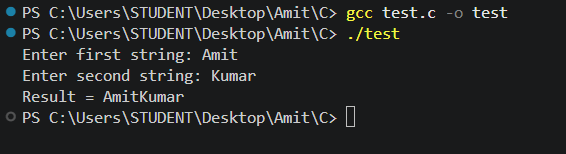 PS C:\Users\STUDENT\Desktop\Amit\C> gcc test.c -o test
PS C:\Users\STUDENT\Desktop\Amit\C> ./test
Enter first string: Amit
Enter second string: Kumar
Result = AmitKumar
PS C:\Users\STUDENT\Desktop\Amit\C>